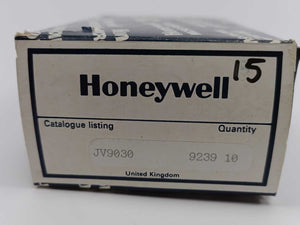 15
Honeywell
Catalogue listing Quantity
JV9030 9239 10
United Kingdom